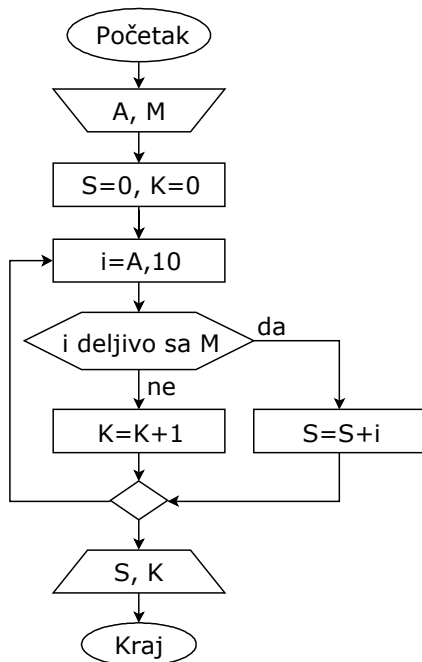 Početak
A, M
S=0, K=0
i=A,10
i deljivo sa M
da
ne
K=K+1
S=S+i
S, K
Kraj